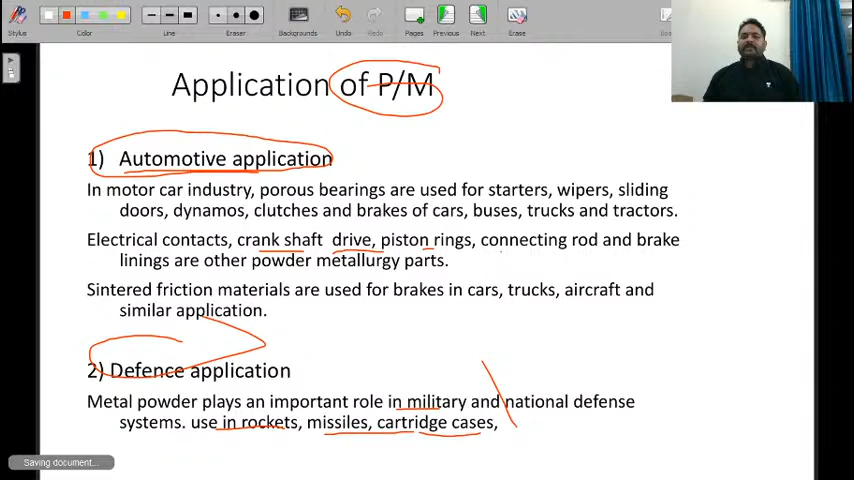 Stylus
Color
Line
Eraser
Backgrounds
Undo
Redo
Pages
Previous
Next
Erase
Application of P/M
1) Automotive application
In motor car industry, porous bearings are used for starters, wipers, sliding
doors, dynamos, clutches and brakes of cars, buses, trucks and tractors.
Electrical contacts, crank shaft drive, piston rings, connecting rod and brake
linings are other powder metallurgy parts.
Sintered friction materials are used for brakes in cars, trucks, aircraft and
similar application.
2) Defence application
Metal powder plays an important role in military and national defense
systems. use in rockets, missiles, cartridge cases,
Saving document...